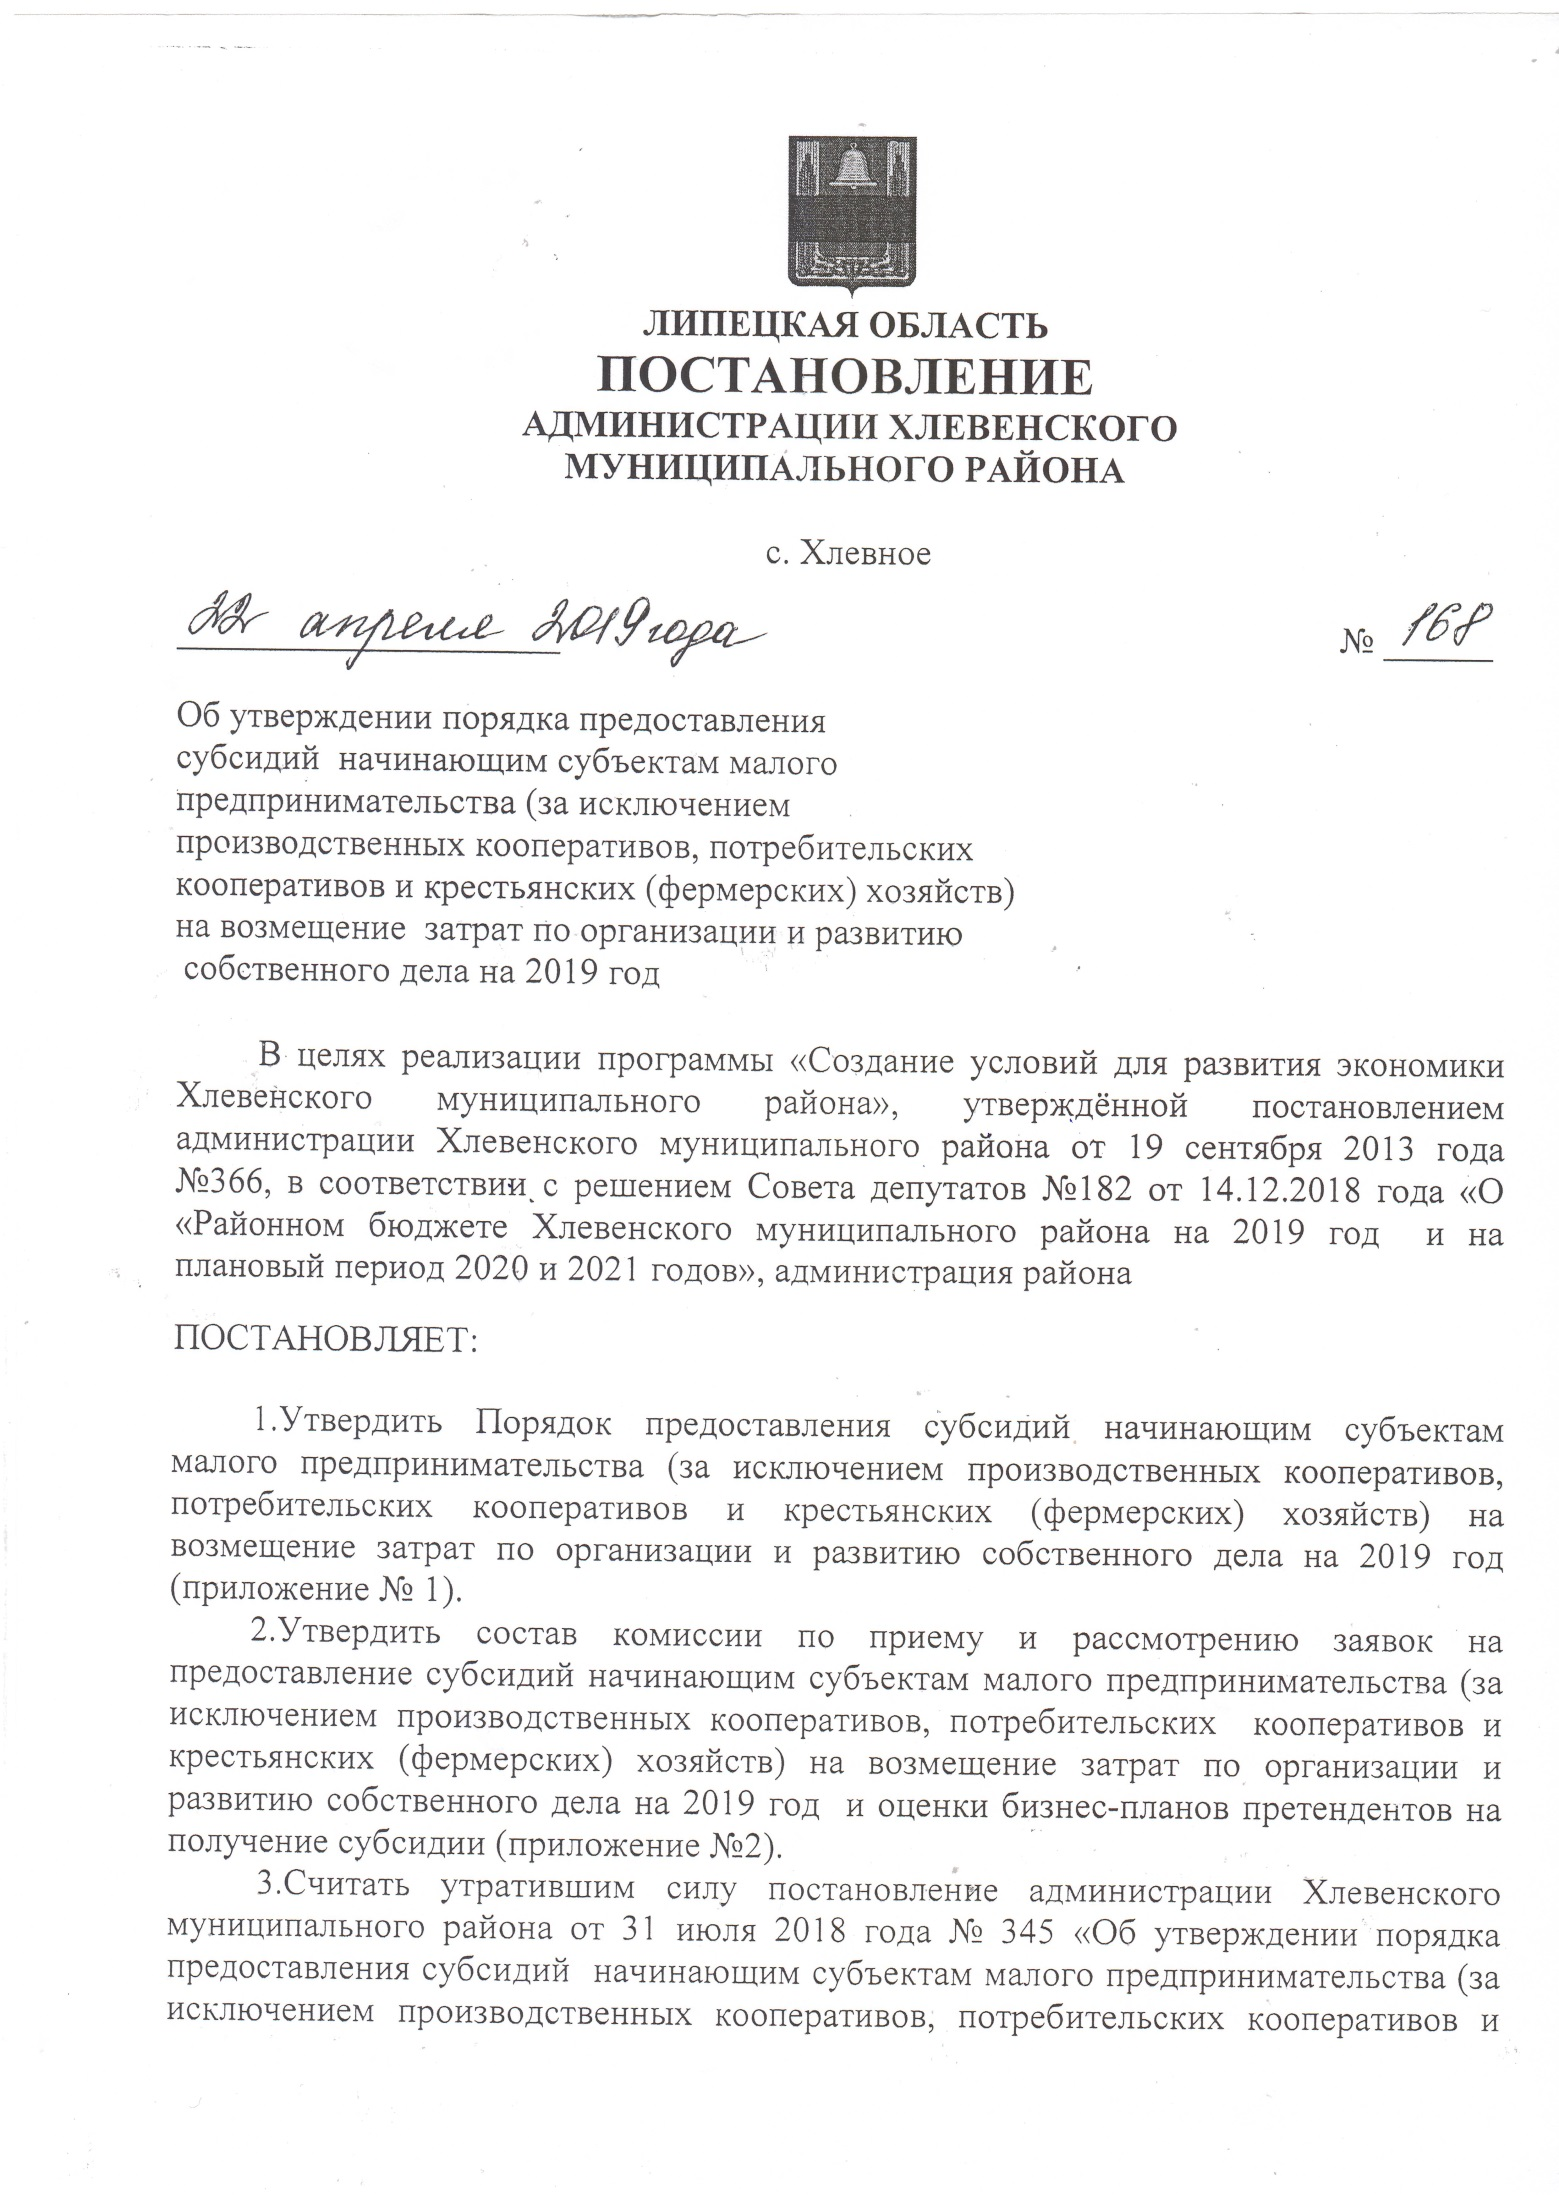 ЛИПЕЦКАЯ ОБЛАСТЬ
ПОСТАНОВЛЕНИЕ
АДМИНИСТРАЦИИ ХЛЕВЕНСКОГО
МУНИЦИПАЛЬНОГО РАЙОНА
с. Хлевное
22 апреля 2019 года № 168
Об утверждении порядка предоставления
субсидий начинающим субъектам малого
предпринимательства (за исключением
производственных кооперативов, потребительских
кооперативов и крестьянских (фермерских) хозяйств)
на возмещение затрат по организации и развитию
собственного дела на 2019 год
В целях реализации программы «Создание условий для развития экономики
Хлевенского муниципального района», утверждённой постановлением
администрации Хлевенского муниципального района от 19 сентября 2013 года
№366, в соответствии с решением Совета депутатов №182 от 14.12.2018 года «О
«Районном бюджете Хлевенского муниципального района на 2019 год и на
плановый период 2020 и 2021 годов», администрация района
ПОСТАНОВЛЯЕТ:
1.Утвердить Порядок предоставления субсидий начинающим субъектам
малого предпринимательства (за исключением производственных кооперативов,
потребительских кооперативов и крестьянских (фермерских) хозяйств) на
возмещение затрат по организации и развитию собственного дела на 2019 год
(приложение № 1).
2.Утвердить состав комиссии по приему и рассмотрению заявок на
предоставление субсидий начинающим субъектам малого предпринимательства (за
исключением производственных кооперативов, потребительских кооперативов и
крестьянских (фермерских) хозяйств) на возмещение затрат по организации и
развитию собственного дела на 2019 год и оценки бизнес-планов претендентов на
получение субсидии (приложение №2).
3.Считать утратившим силу постановление администрации Хлевенского
муниципального района от 31 июля 2018 года № 345 «Об утверждении порядка
предоставления субсидий начинающим субъектам малого предпринимательства (за
исключением производственных кооперативов, потребительских кооперативов и